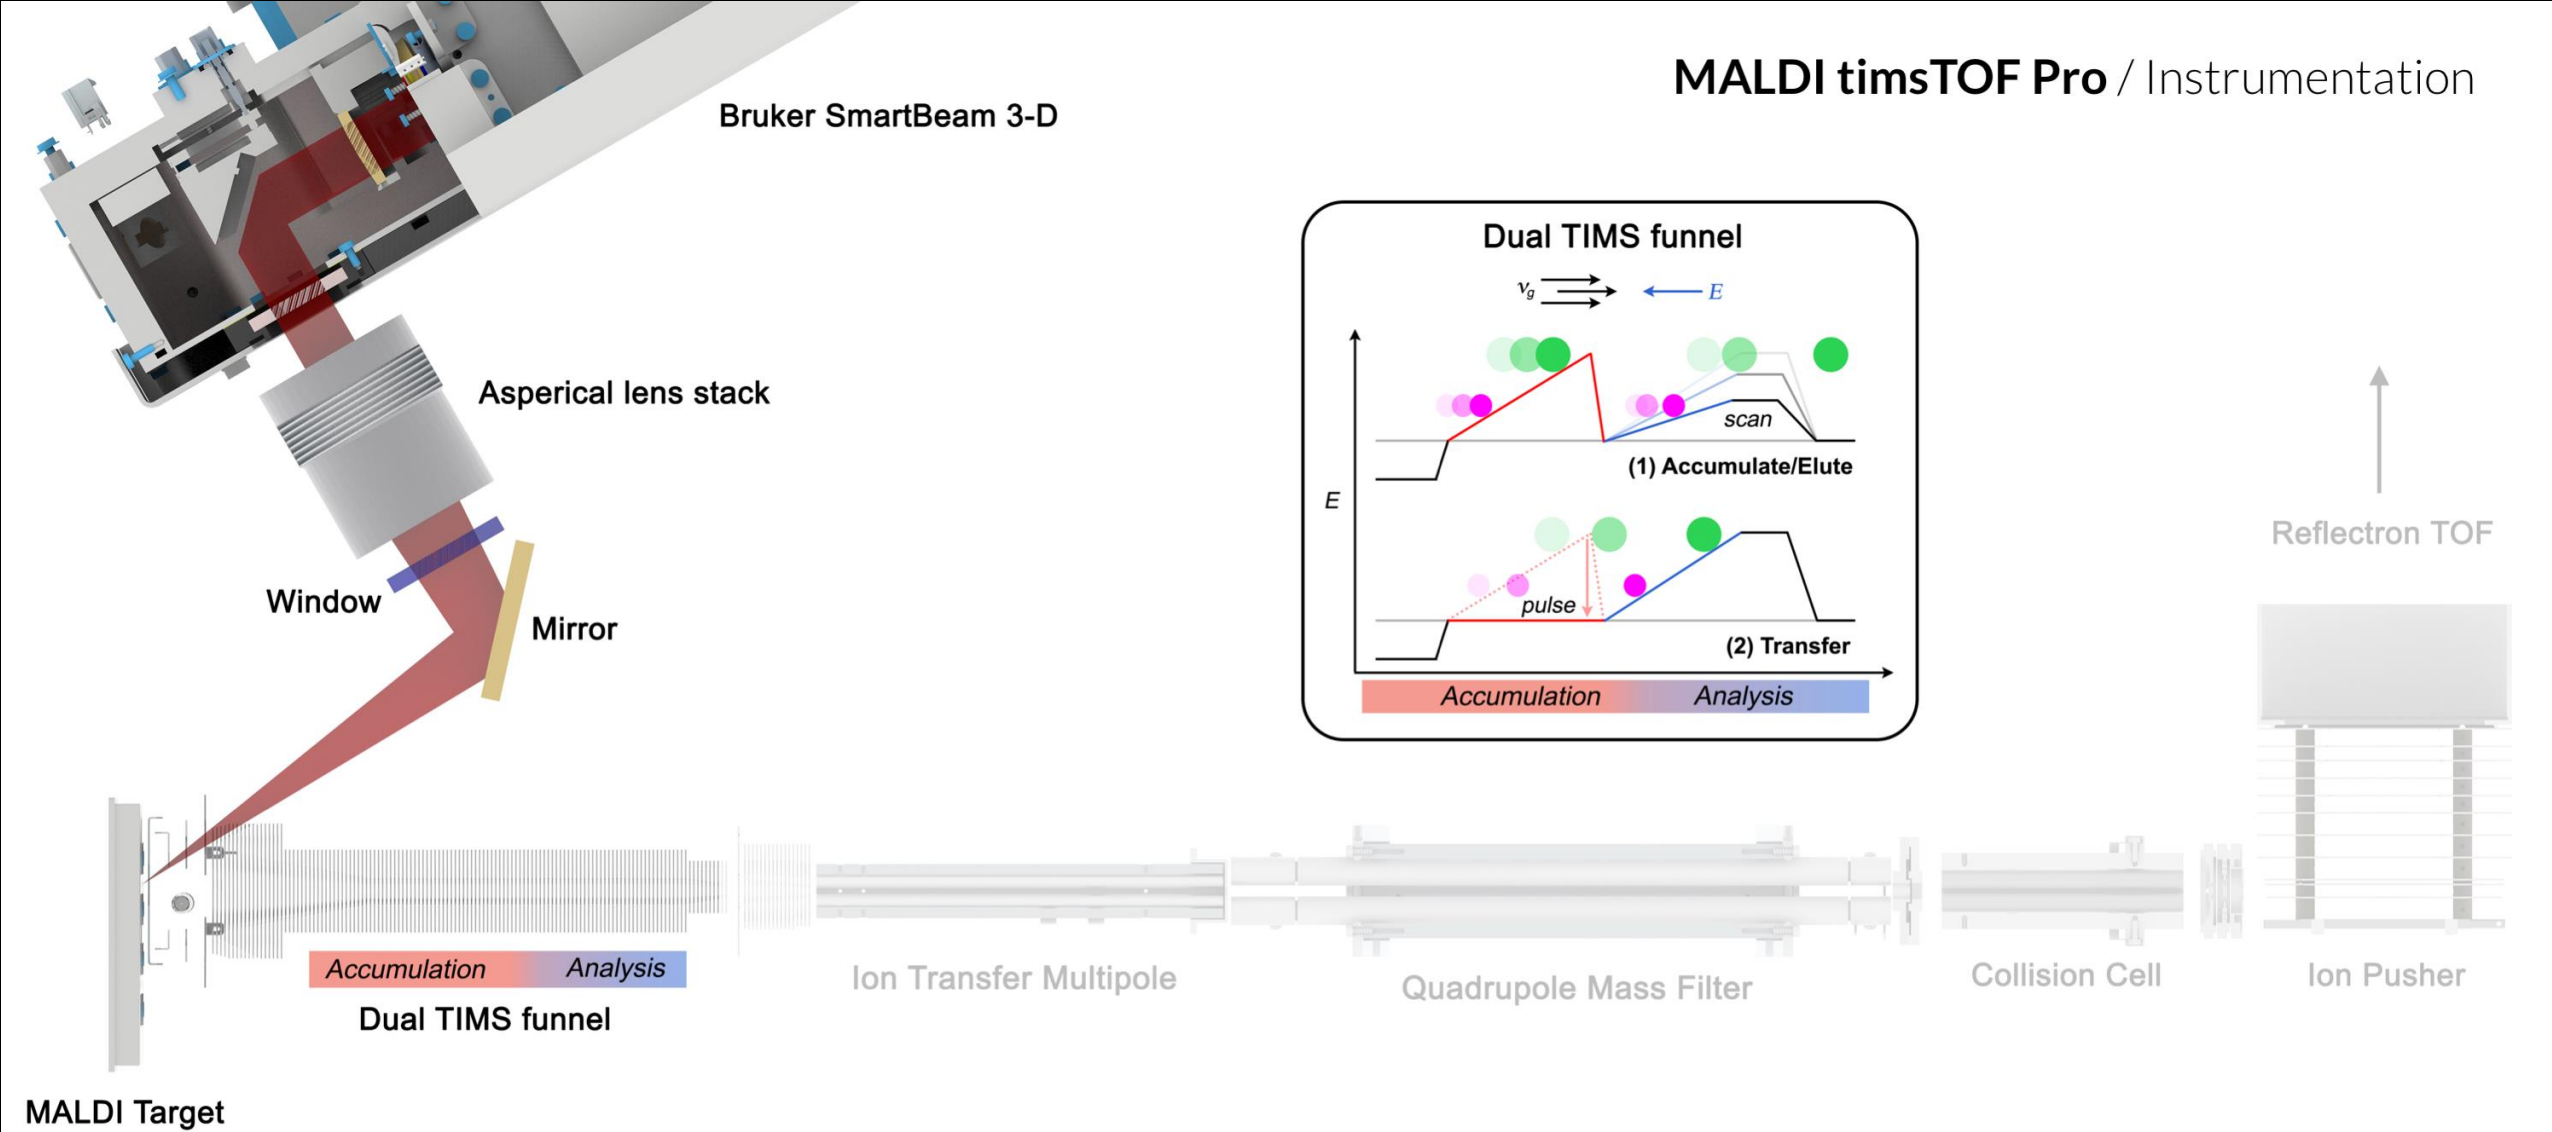 MALDI timsTOF Pro / Instrumentation
Bruker SmartBeam 3-D
Asperical lens stack
Window
Mirror
Dual TIMS funnel
νg
E
scan
(1) Accumulate/Elute
E
pulse
(2) Transfer
Accumulation Analysis
Reflectron TOF
Accumulation Analysis
Dual TIMS funnel
Ion Transfer Multipole
Quadrupole Mass Filter
Collision Cell
Ion Pusher
MALDI Target